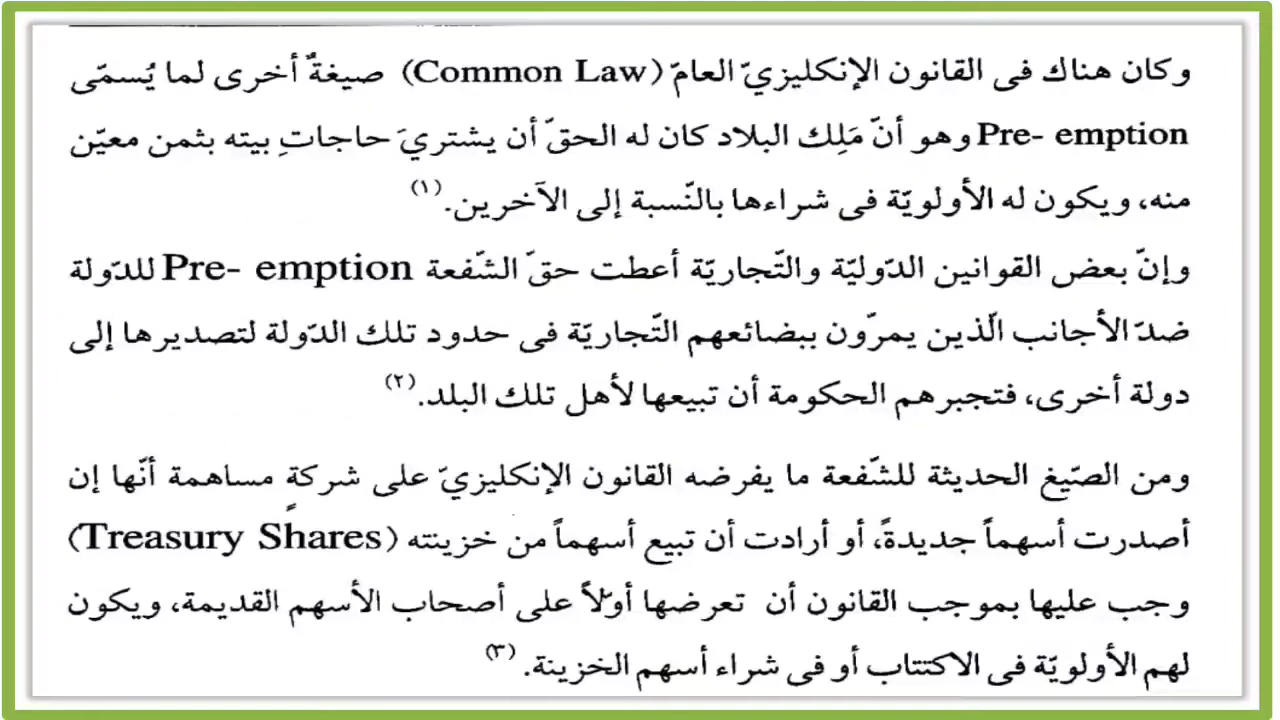 وكان هناك فى القانون الإنكليزيّ العامّ (Common Law) صيغةٌ أخرى لما يُسمّى
Pre- emption وهو أنّ مَلِك البلاد كان له الحقّ أن يشتريَ حاجاتِ بيته بثمن معيّن
منه، ويكون له الأولويّة فى شراءها بالنّسبة إلى الآخرين.(١)
وإنّ بعض القوانين الدّوليّة والتّجاريّة أعطت حقّ الشّفعة Pre- emption للدّولة
ضدّ الأجانب الّذين يمرّون ببضائعهم التّجاريّة فى حدود تلك الدّولة لتصديرها إلى
دولة أخرى، فتجبرهم الحكومة أن تبيعها لأهل تلك البلد.(٢)
ومن الصّيغ الحديثة للشّفعة ما يفرضه القانون الإنكليزيّ على شركةٍ مساهمة أنّها إن
أصدرت أسهماً جديدةً، أو أرادت أن تبيع أسهماً من خزينته (Treasury Shares)
وجب عليها بموجب القانون أن تعرضها أوّلاً على أصحاب الأسهم القديمة، ويكون
لهم الأولويّة فى الاكتتاب أو فى شراء أسهم الخزينة.(٣)